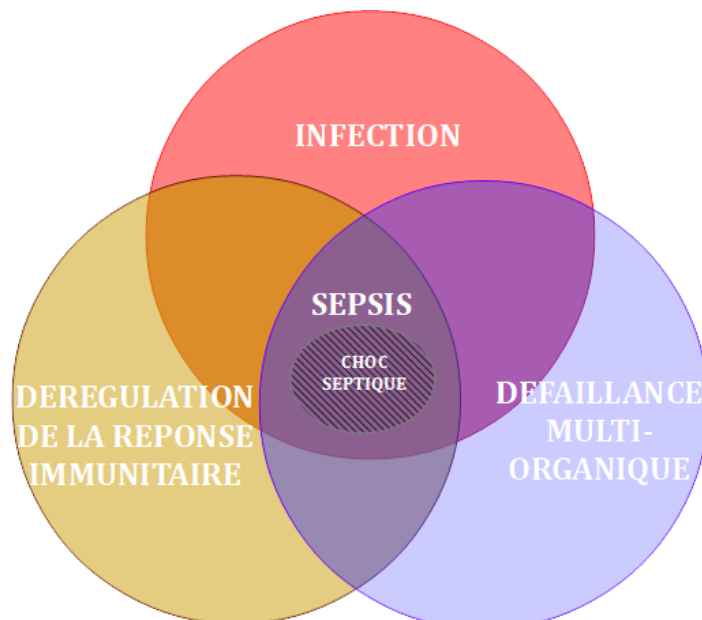 INFECTION
SEPSIS
CHOC
SEPTIQUE
DEREGULATION
DE LA REPONSE
IMMUNITAIRE
DEFAILLANCE
MULTI-
ORGANIQUE